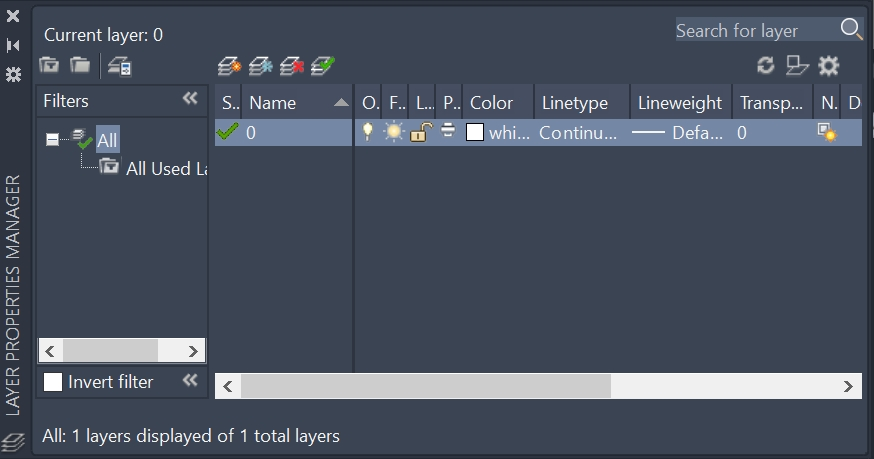 Current layer: 0
Search for layer
Filters
S.. Name O. F.. L... P.. Color Linetype Lineweight Transp... N. D
All
0 whi... Continu... Defa... 0
All Used La
LAYER PROPERTIES MANAGER
Invert filter
All: 1 layers displayed of 1 total layers